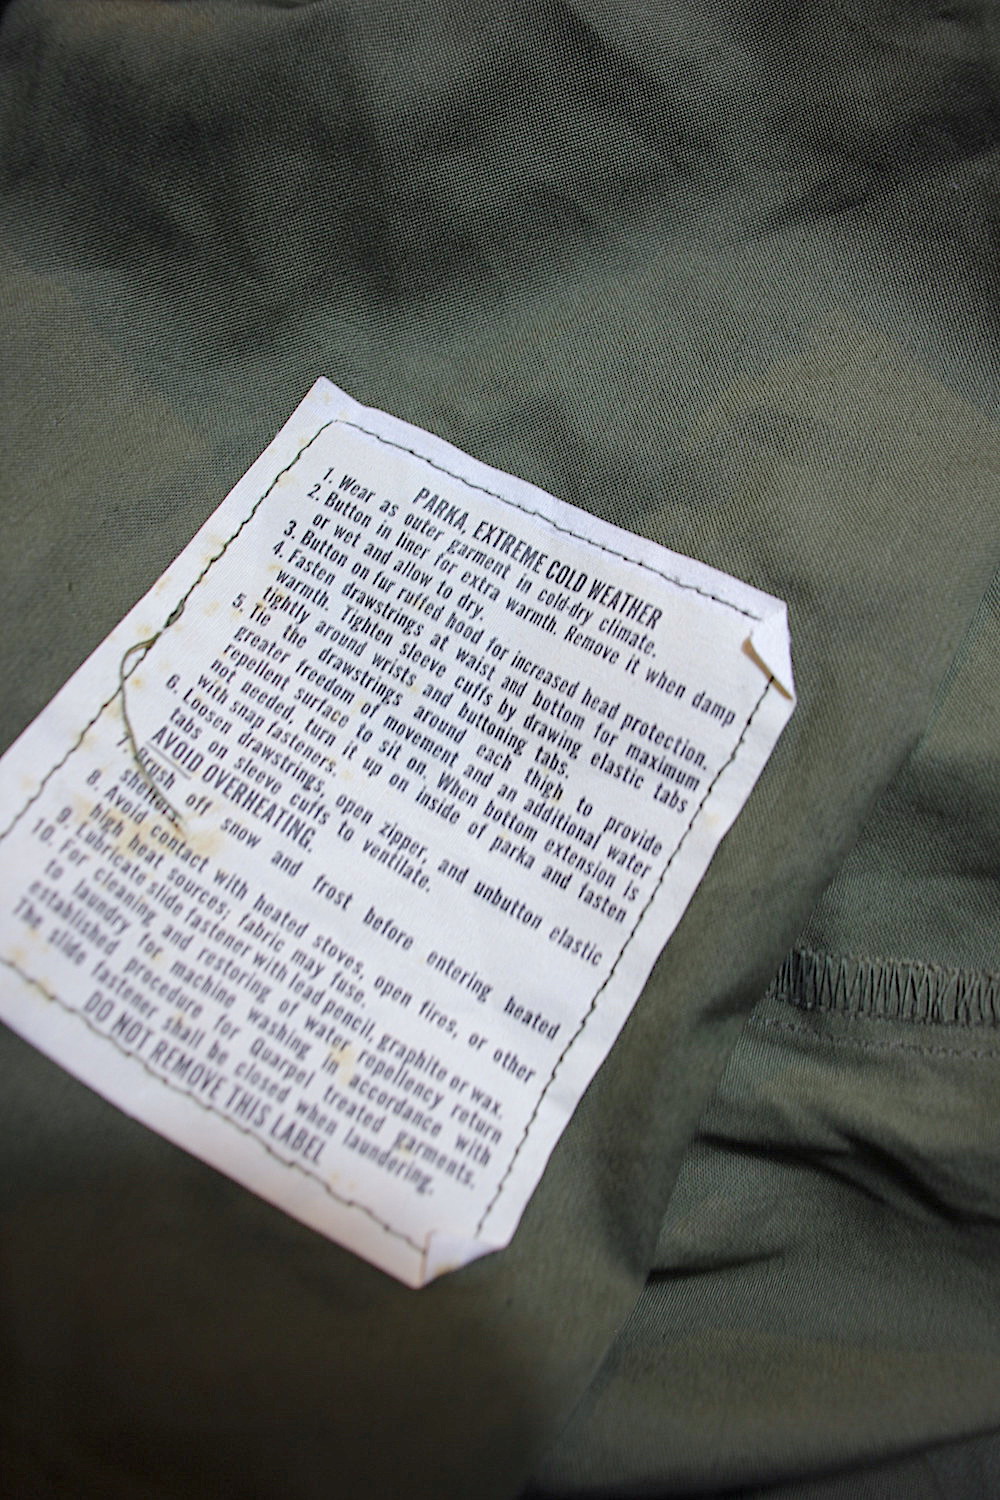 PARKA, EXTREME COLD WEATHER
1. Wear as outer garment in cold-dry climate.
2. Button in liner for extra warmth. Remove it when damp
or wet and allow to dry.
3. Button on fur ruffed hood for increased head protection.
4. Fasten drawstrings at waist and bottom for maximum
warmth. Tighten sleeve cuffs by drawing elastic tabs
tightly around wrists and buttoning tabs.
5. Tie the drawstrings around each thigh to provide
greater freedom of movement and an additional water
repellent surface to sit on. When bottom extension is
not needed, turn it up on inside of parka and fasten
with snap fasteners.
6. Loosen drawstrings, open zipper, and unbutton elastic
tabs on sleeve cuffs to ventilate.
AVOID OVERHEATING.
7. Brush off snow and frost before entering heated
shelters.
8. Avoid contact with heated stoves, open fires, or other
high heat sources; fabric may fuse.
9. Lubricate slide fastener with lead pencil, graphite or wax.
10. For cleaning, and restoring of water repellency return
to laundry for machine washing in accordance with
established procedure for Quarpel treated garments.
The slide fastener shall be closed when laundering.
DO NOT REMOVE THIS LABEL